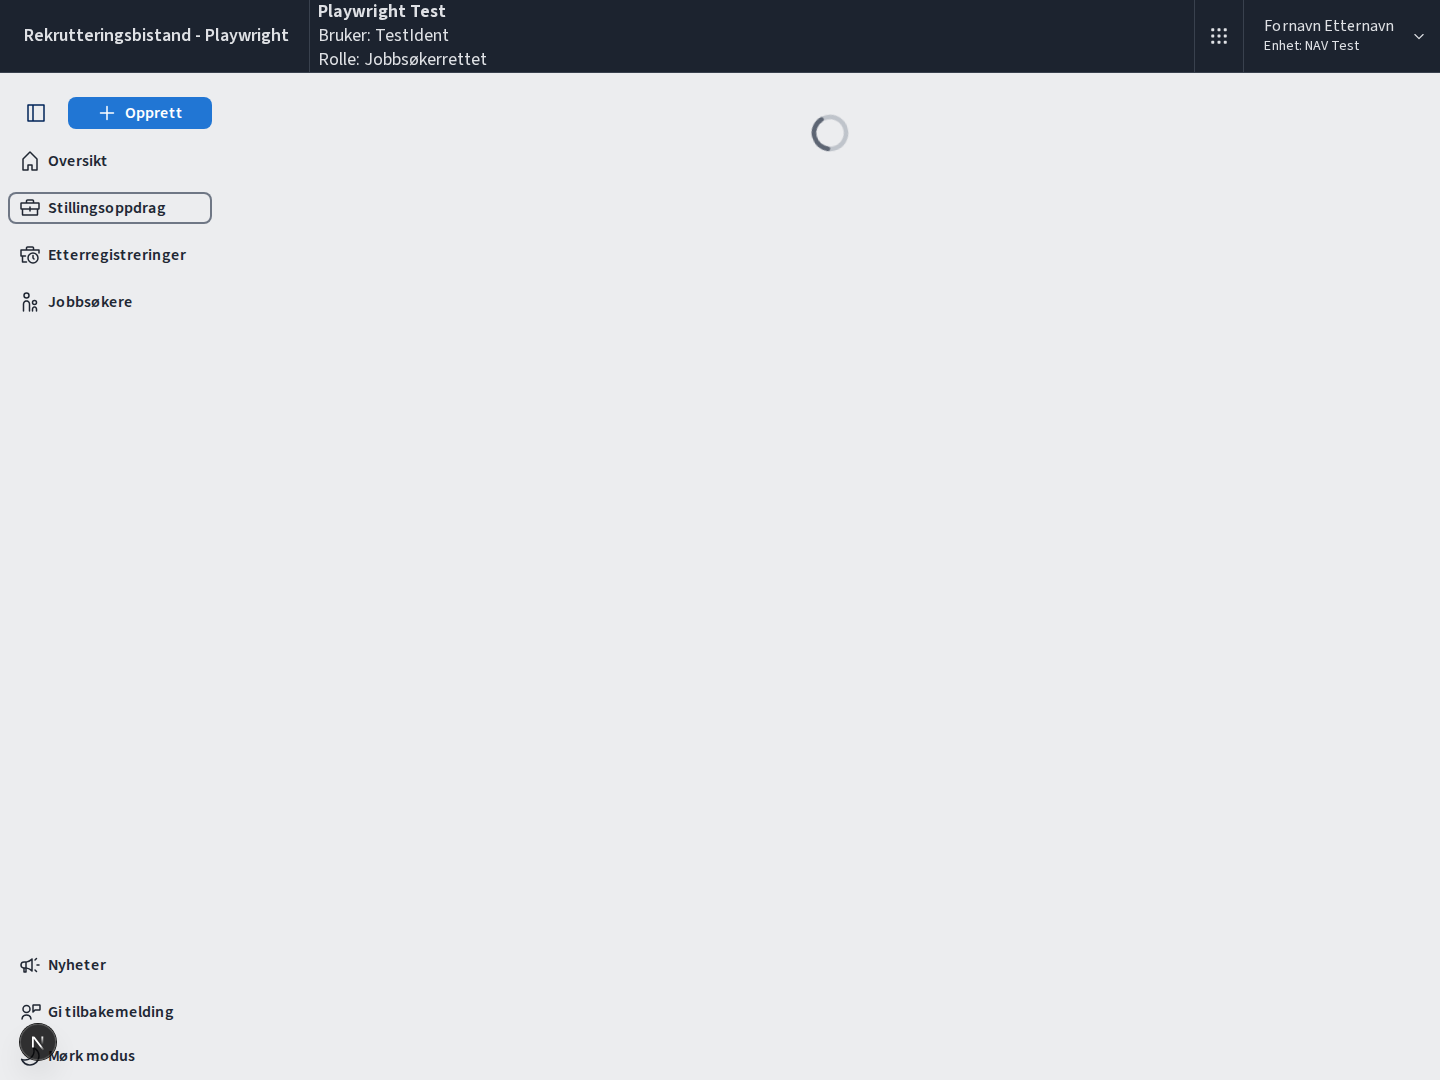 Rekrutteringsbistand - Playwright
Playwright Test
Bruker: TestIdent
Rolle: Jobbsøkerrettet
Fornavn Etternavn
Enhet: NAV Test
Opprett
Oversikt
Stillingsoppdrag
Etterregistreringer
Jobbsøkere
Nyheter
Gi tilbakemelding
N
Mørk modus